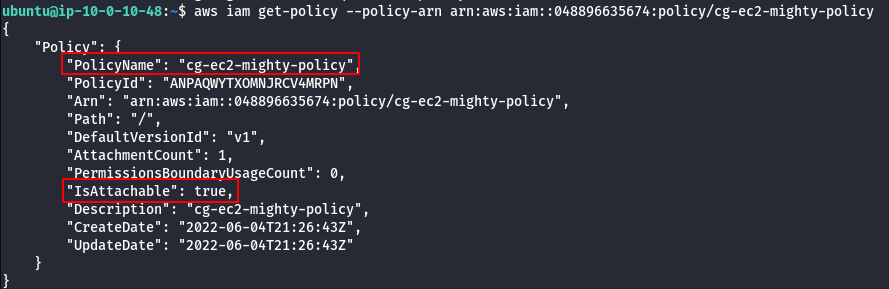 ubuntu@ip-10-0-10-48:~$ aws iam get-policy --policy-arn arn:aws:iam::048896635674:policy/cg-ec2-mighty-policy
{
    "Policy": {
        "PolicyName": "cg-ec2-mighty-policy",
        "PolicyId": "ANPAQWYTXOMNJRCV4MRPN",
        "Arn": "arn:aws:iam::048896635674:policy/cg-ec2-mighty-policy",
        "Path": "/",
        "DefaultVersionId": "v1",
        "AttachmentCount": 1,
        "PermissionsBoundaryUsageCount": 0,
        "IsAttachable": true,
        "Description": "cg-ec2-mighty-policy",
        "CreateDate": "2022-06-04T21:26:43Z",
        "UpdateDate": "2022-06-04T21:26:43Z"
    }
}